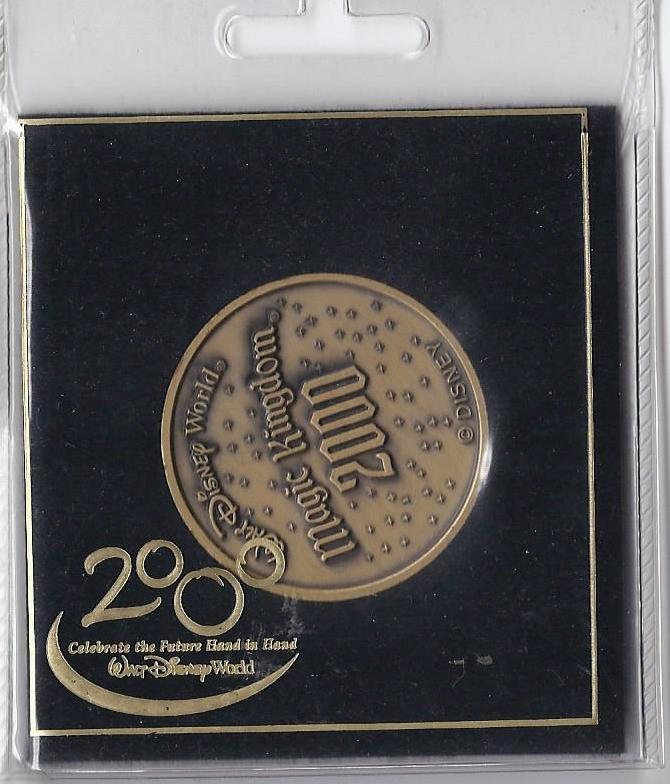 Walt Disney World®
Magic Kingdom®
2000
© DISNEY
2000
Celebrate the Future Hand in Hand
Walt Disney World